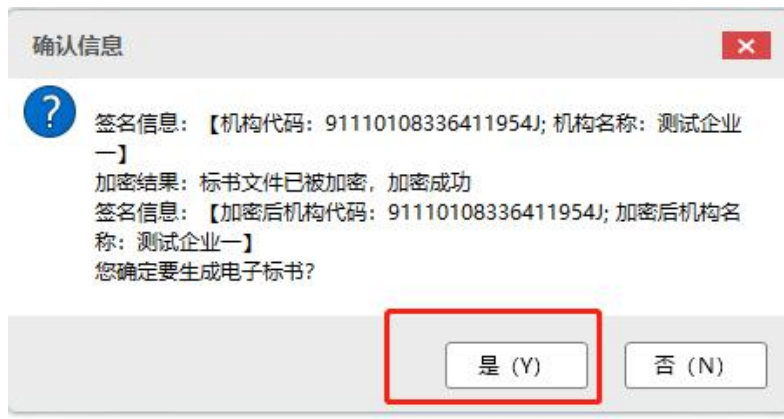 确认信息
签名信息：【机构代码：91110108336411954J; 机构名称：测试企业
一】
加密结果：标书文件已被加密，加密成功
签名信息：【加密后机构代码：91110108336411954J; 加密后机构名
称：测试企业一】
您确定要生成电子标书?
是（Y）
否（N）